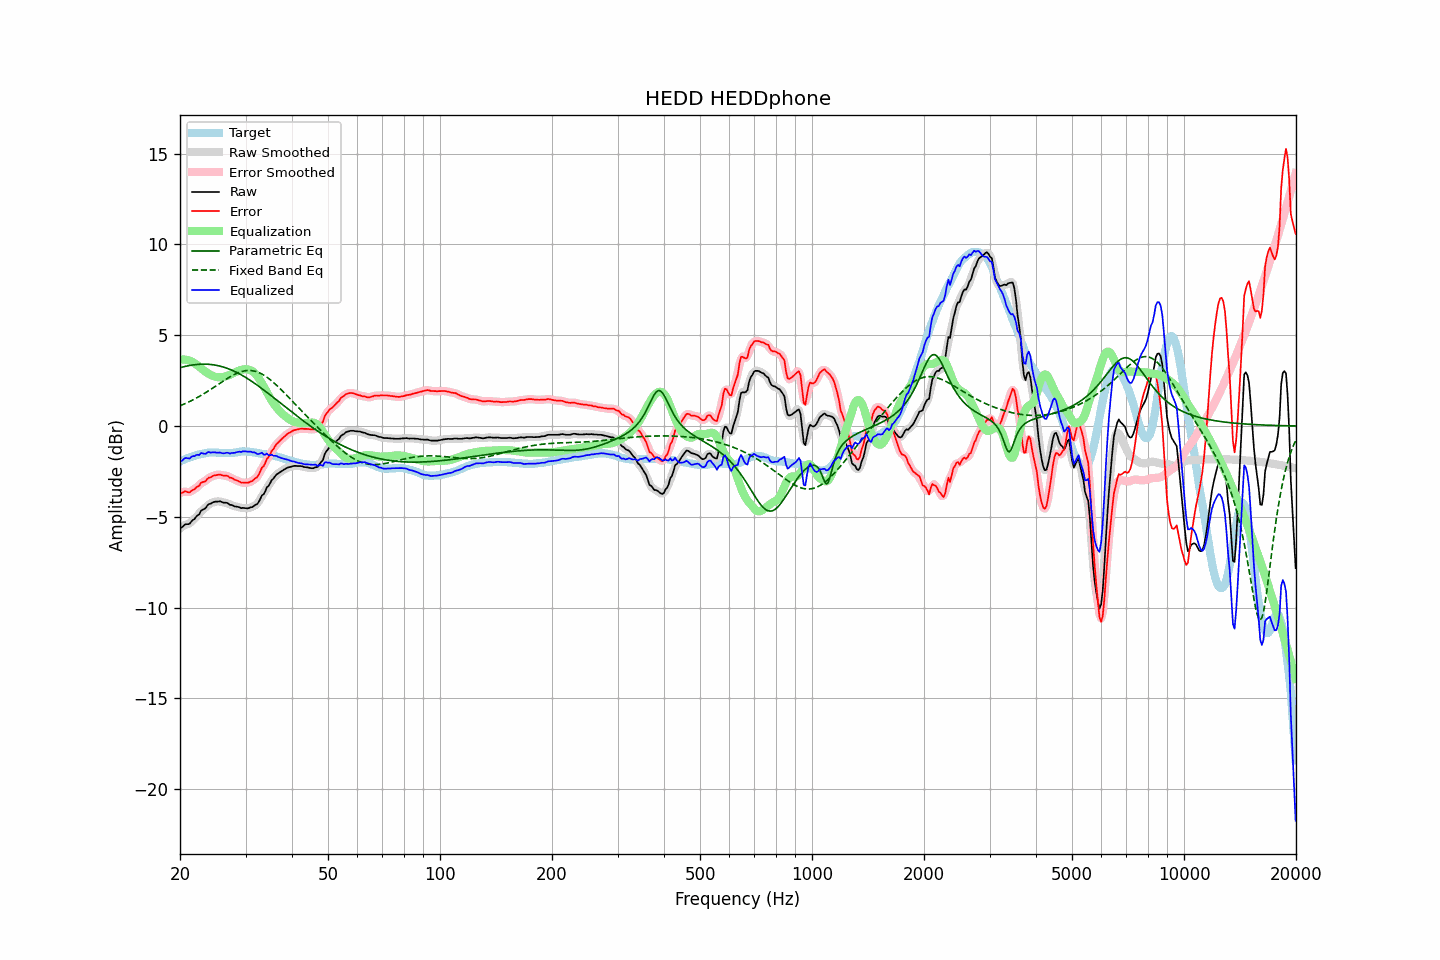 HEDD HEDDphone
Target
Raw Smoothed
Error Smoothed
Raw
Error
Equalization
Parametric Eq
Fixed Band Eq
Equalized
15
10
5
0
−5
−10
−15
−20
Amplitude (dBr)
20
50
100
200
500
1000
2000
5000
10000
20000
Frequency (Hz)